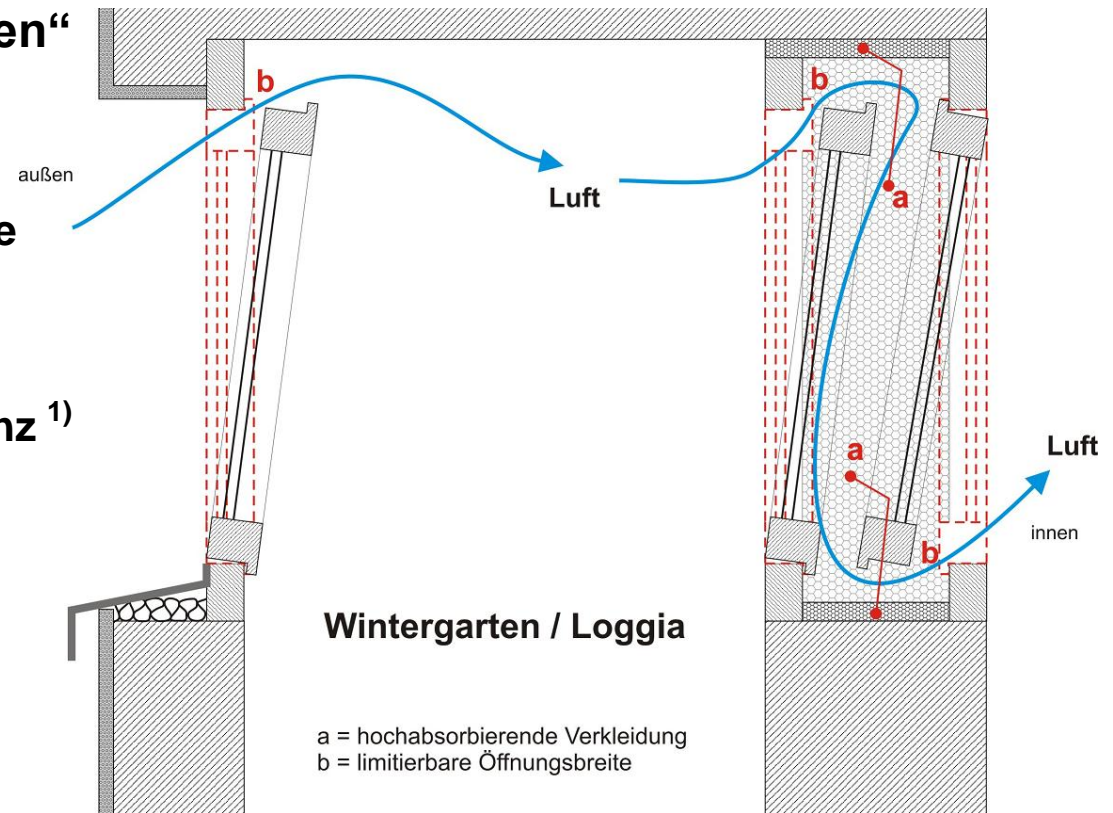 en“
b
b
außen
e
Luft
a
nz ¹⁾
a
Luft
b
innen
Wintergarten / Loggia
a = hochabsorbierende Verkleidung
b = limitierbare Öffnungsbreite